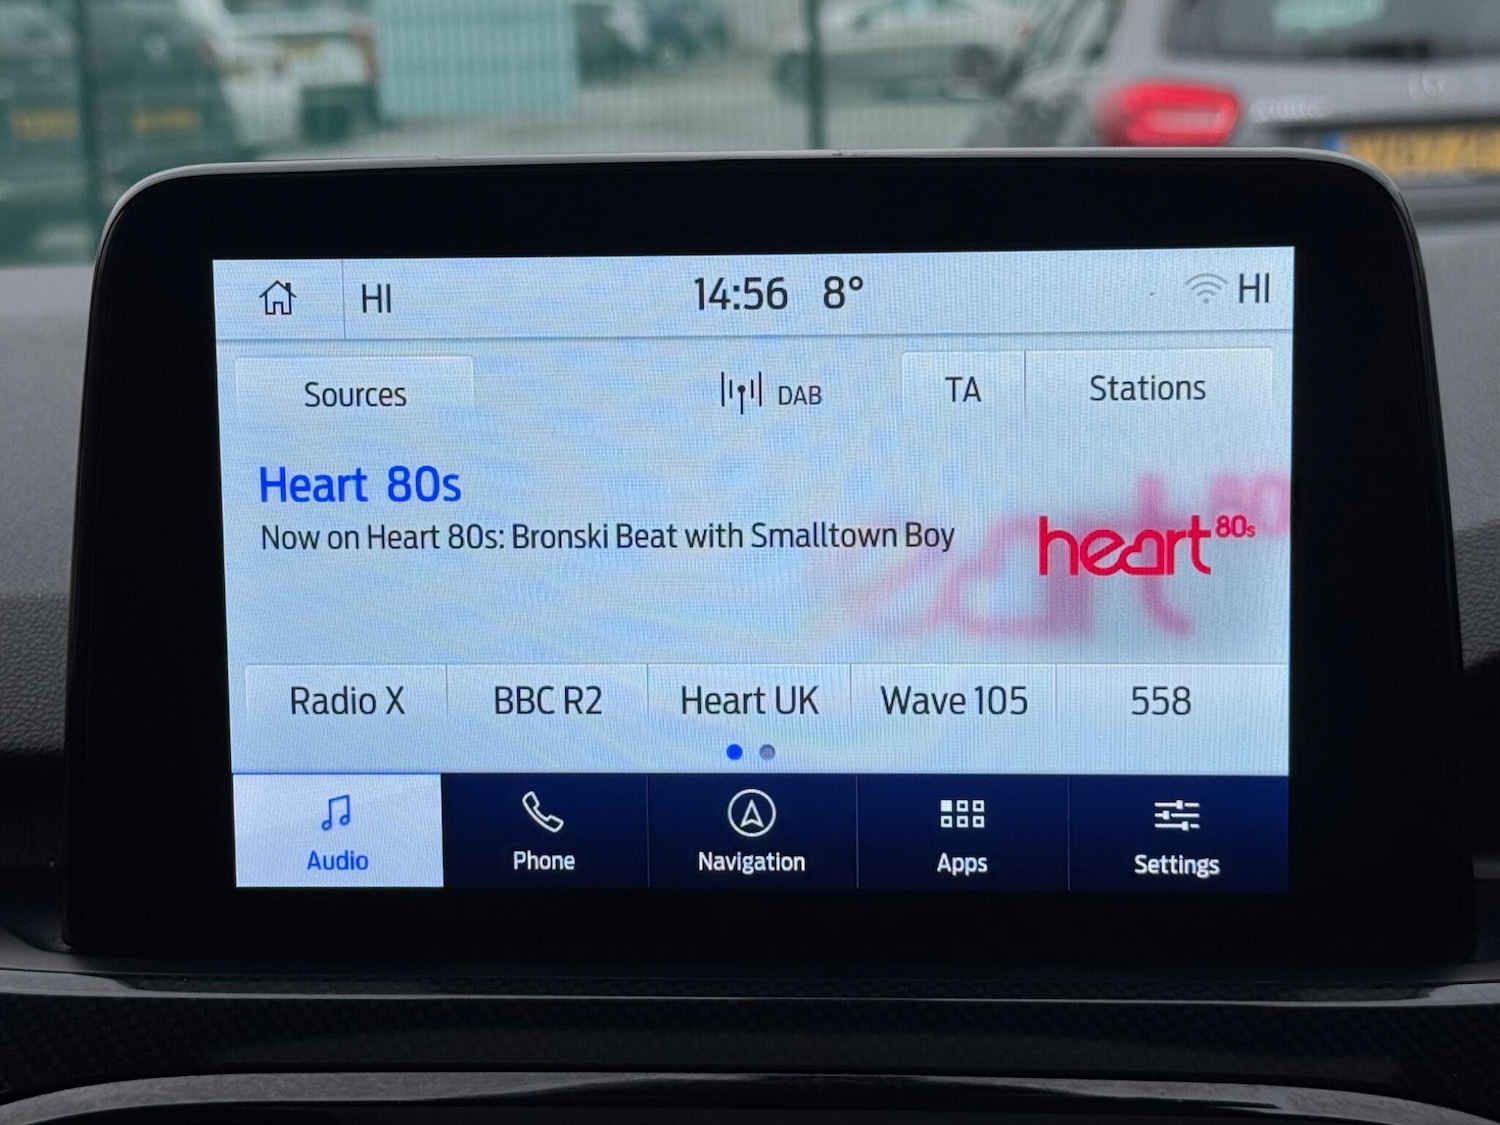 HI 14:56 8° HI
Sources DAB TA Stations
Heart 80s
Now on Heart 80s: Bronski Beat with Smalltown Boy
heart 80s
Radio X BBC R2 Heart UK Wave 105 558
Audio Phone Navigation Apps Settings